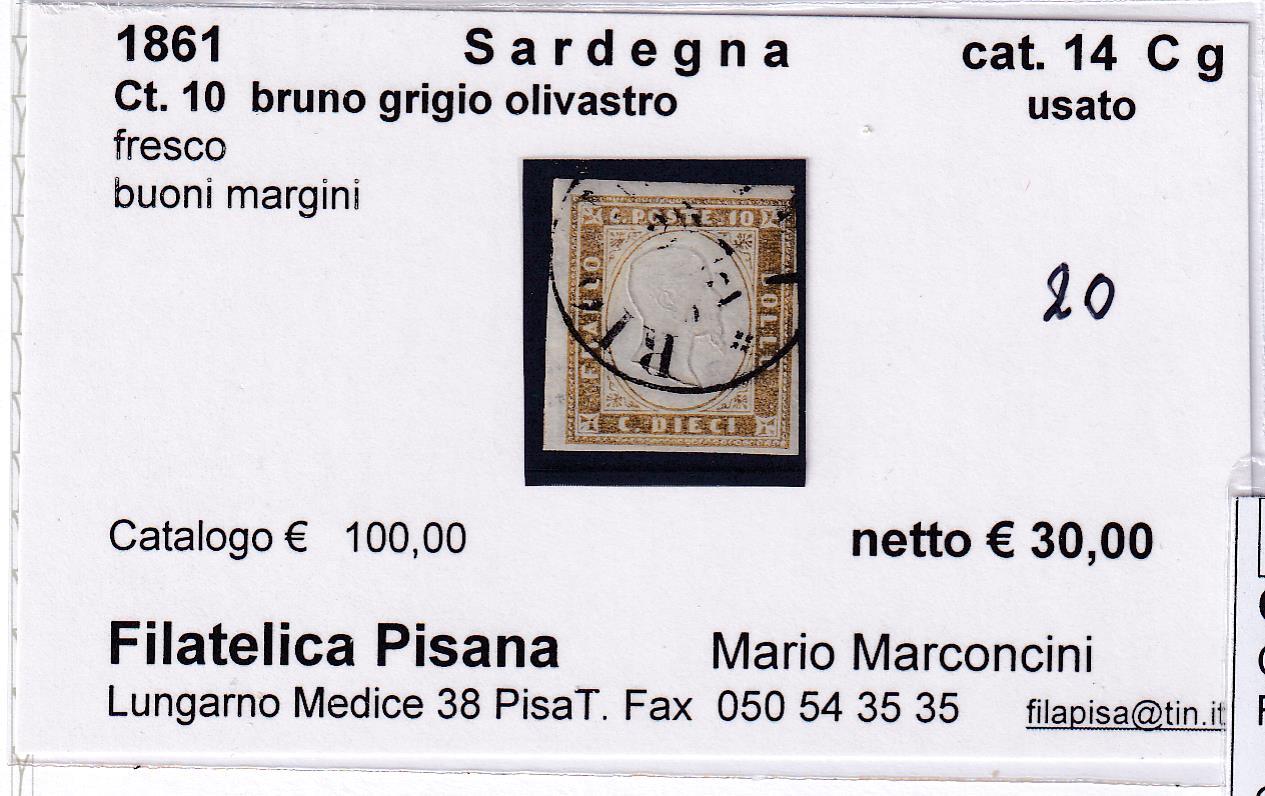 1861 Sardegna cat. 14 C g
Ct. 10 bruno grigio olivastro usato
fresco
buoni margini
C. POSTE 10
C. DIECI
20
Catalogo € 100,00 netto € 30,00
Filatelica Pisana Mario Marconcini
Lungarno Medice 38 PisaT. Fax 050 54 35 35 filapisa@tin.it